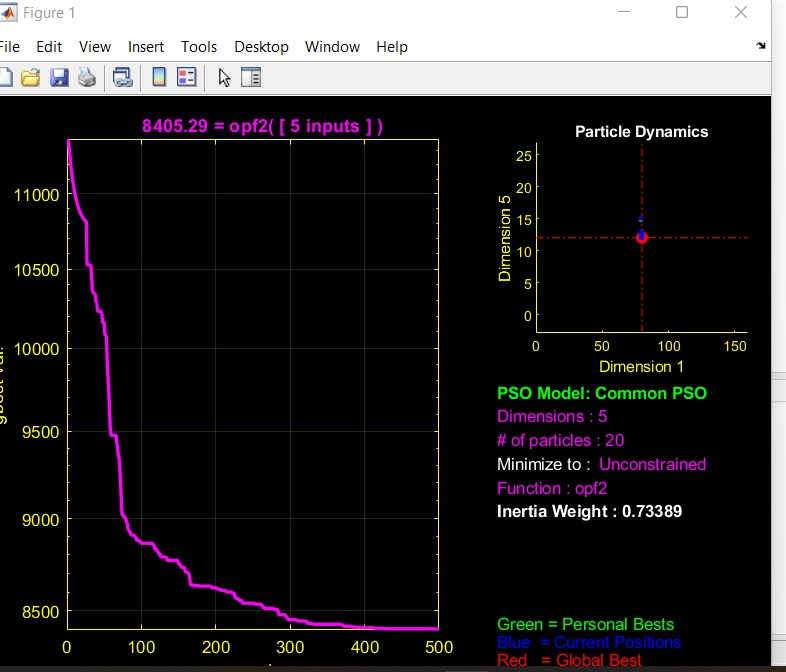 Figure 1
File Edit View Insert Tools Desktop Window Help
8405.29 = opf2( [ 5 inputs ] )
11000
10500
10000
9500
9000
8500
0 100 200 300 400 500
Particle Dynamics
Dimension 5
25
20
15
10
5
0
0 50 100 150
Dimension 1
PSO Model: Common PSO
Dimensions : 5
# of particles : 20
Minimize to : Unconstrained
Function : opf2
Inertia Weight : 0.73389
Green = Personal Bests
Blue = Current Positions
Red = Global Best